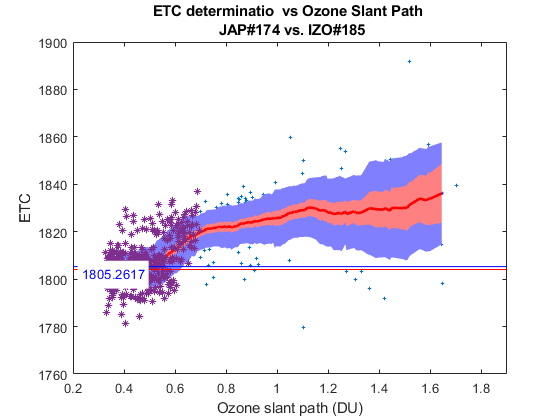 ETC determinatio vs Ozone Slant Path
JAP#174 vs. IZO#185
1900
1880
1860
1840
1820
1800
1780
1760
ETC
1805.2617
0.2 0.4 0.6 0.8 1 1.2 1.4 1.6 1.8
Ozone slant path (DU)